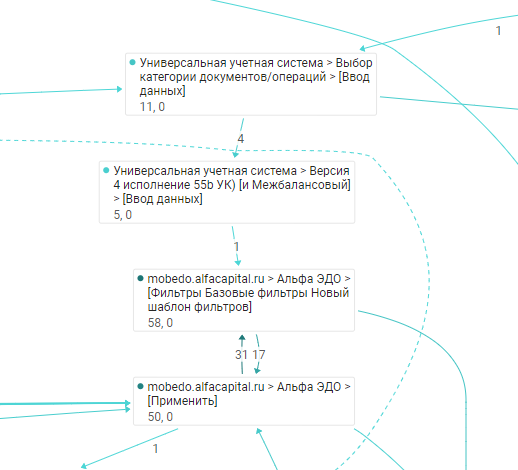 1
Универсальная учетная система > Выбор
категории документов/операций > [Ввод
данных]
11, 0
4
Универсальная учетная система > Версия
4 исполнение 55b УК) [и Межбалансовый]
> [Ввод данных]
5, 0
1
mobedo.alfacapital.ru > Альфа ЭДО >
[Фильтры Базовые фильтры Новый
шаблон фильтров]
58, 0
31 17
mobedo.alfacapital.ru > Альфа ЭДО >
[Применить]
50, 0
1